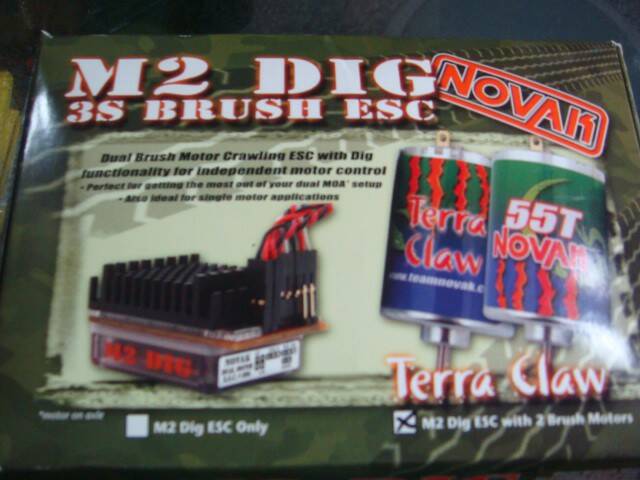 M2 DIG
NOVAK
3S BRUSH ESC
Dual Brush Motor Crawling ESC with Dig
functionality for independent motor control
- Perfect for getting the most out of your dual MOA* setup
- Also ideal for single motor applications
Terra
Claw
www.teamnovak.c
55T
NOVAK
M2 DIG
NOVAK
Terra Claw
*motor on axle
M2 Dig ESC Only
M2 Dig ESC with 2 Brush Motors